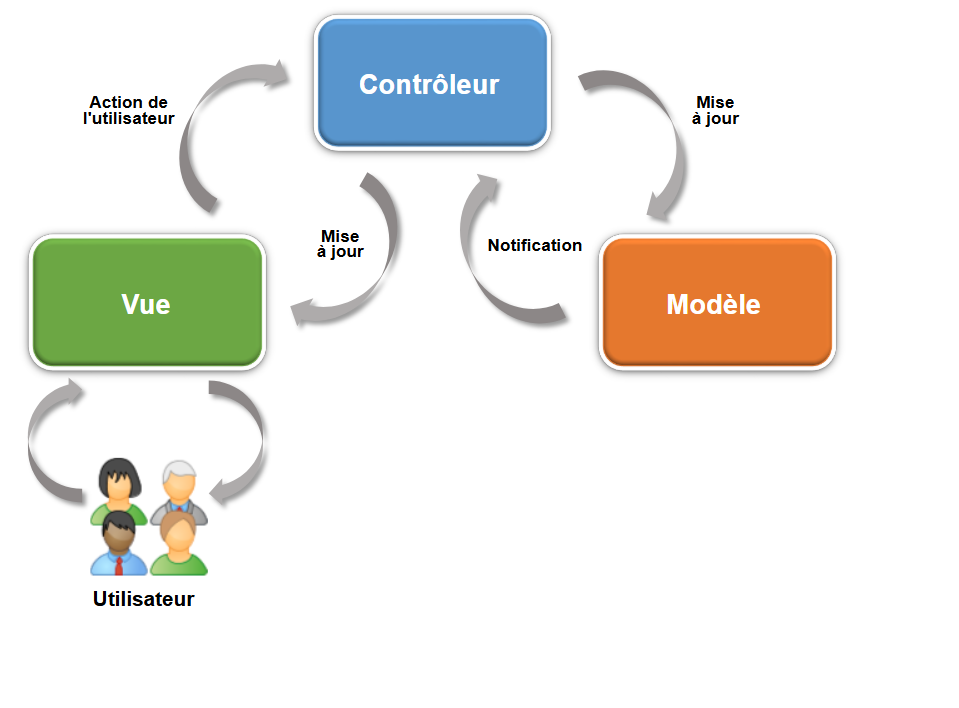 Contrôleur
Action de
l'utilisateur
Mise
à jour
Mise
à jour
Notification
Vue
Modèle
Utilisateur